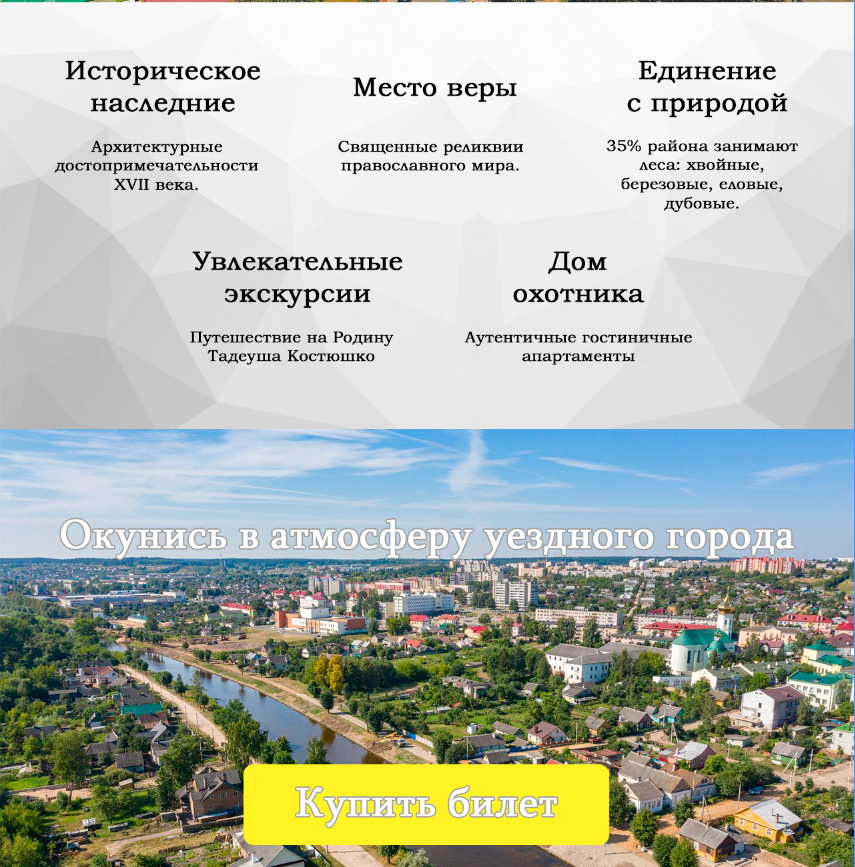 Историческое
наследние
Архитектурные
достопримечательности
XVII века.
Место веры
Священные реликвии
православного мира.
Единение
с природой
35% района занимают
леса: хвойные,
березовые, еловые,
дубовые.
Увлекательные
экскурсии
Путешествие на Родину
Тадеуша Костюшко
Дом
охотника
Аутентичные гостиничные
апартаменты
Окунись в атмосферу уездного города
Купить билет